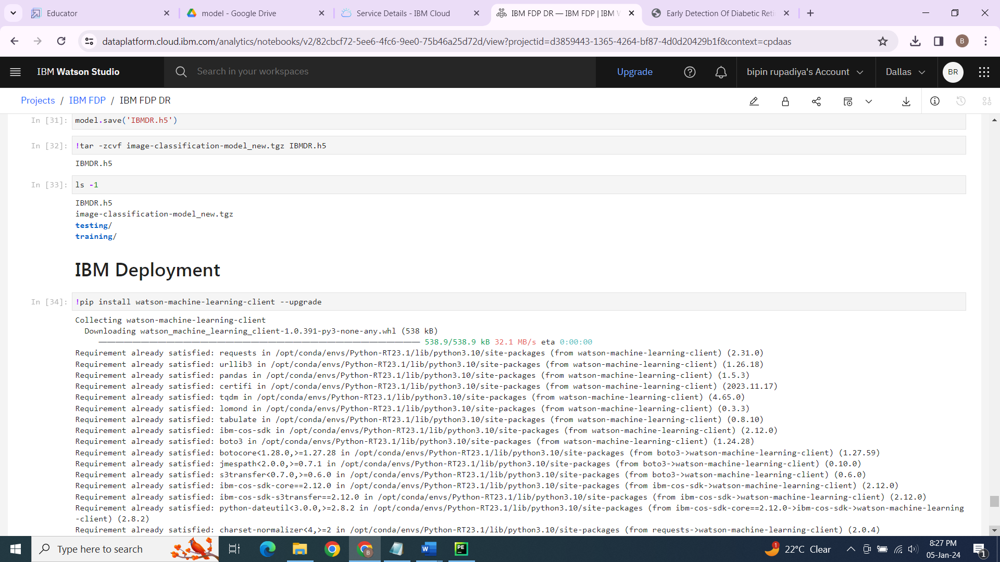 Educator
model - Google Drive
Service Details - IBM Cloud
IBM FDP DR — IBM FDP | IBM W
Early Detection Of Diabetic Reti
dataplatform.cloud.ibm.com/analytics/notebooks/v2/82cbcf72-5ee6-4fc6-9ee0-75b46a25d72d/view?projectid=d3859443-1365-4264-bf87-4d0d20429b1f&context=cpdaas
B
IBM Watson Studio
Search in your workspaces
Upgrade
bipin rupadiya's Account
Dallas
BR
Projects / IBM FDP / IBM FDP DR
In [31]: model.save('IBMDR.h5')
In [32]: !tar -zcvf image-classification-model_new.tgz IBMDR.h5
IBMDR.h5
In [33]: ls -1
IBMDR.h5
image-classification-model_new.tgz
testing/
training/
IBM Deployment
In [34]: !pip install watson-machine-learning-client --upgrade
Collecting watson-machine-learning-client
Downloading watson_machine_learning_client-1.0.391-py3-none-any.whl (538 kB)
538.9/538.9 kB 32.1 MB/s eta 0:00:00
Requirement already satisfied: requests in /opt/conda/envs/Python-RT23.1/lib/python3.10/site-packages (from watson-machine-learning-client) (2.31.0)
Requirement already satisfied: urllib3 in /opt/conda/envs/Python-RT23.1/lib/python3.10/site-packages (from watson-machine-learning-client) (1.26.18)
Requirement already satisfied: pandas in /opt/conda/envs/Python-RT23.1/lib/python3.10/site-packages (from watson-machine-learning-client) (1.5.3)
Requirement already satisfied: certifi in /opt/conda/envs/Python-RT23.1/lib/python3.10/site-packages (from watson-machine-learning-client) (2023.11.17)
Requirement already satisfied: tqdm in /opt/conda/envs/Python-RT23.1/lib/python3.10/site-packages (from watson-machine-learning-client) (4.65.0)
Requirement already satisfied: lomond in /opt/conda/envs/Python-RT23.1/lib/python3.10/site-packages (from watson-machine-learning-client) (0.3.3)
Requirement already satisfied: tabulate in /opt/conda/envs/Python-RT23.1/lib/python3.10/site-packages (from watson-machine-learning-client) (0.8.10)
Requirement already satisfied: ibm-cos-sdk in /opt/conda/envs/Python-RT23.1/lib/python3.10/site-packages (from watson-machine-learning-client) (2.12.0)
Requirement already satisfied: boto3 in /opt/conda/envs/Python-RT23.1/lib/python3.10/site-packages (from watson-machine-learning-client) (1.24.28)
Requirement already satisfied: botocore<1.28.0,>=1.27.28 in /opt/conda/envs/Python-RT23.1/lib/python3.10/site-packages (from boto3->watson-machine-learning-client) (1.27.59)
Requirement already satisfied: jmespath<2.0.0,>=0.7.1 in /opt/conda/envs/Python-RT23.1/lib/python3.10/site-packages (from boto3->watson-machine-learning-client) (0.10.0)
Requirement already satisfied: s3transfer<0.7.0,>=0.6.0 in /opt/conda/envs/Python-RT23.1/lib/python3.10/site-packages (from boto3->watson-machine-learning-client) (0.6.0)
Requirement already satisfied: ibm-cos-sdk-core==2.12.0 in /opt/conda/envs/Python-RT23.1/lib/python3.10/site-packages (from ibm-cos-sdk->watson-machine-learning-client) (2.12.0)
Requirement already satisfied: ibm-cos-sdk-s3transfer==2.12.0 in /opt/conda/envs/Python-RT23.1/lib/python3.10/site-packages (from ibm-cos-sdk->watson-machine-learning-client) (2.12.0)
Requirement already satisfied: python-dateutil<3.0.0,>=2.8.2 in /opt/conda/envs/Python-RT23.1/lib/python3.10/site-packages (from ibm-cos-sdk-core==2.12.0->ibm-cos-sdk->watson-machine-learning
-client) (2.8.2)
Requirement already satisfied: charset-normalizer<4,>=2 in /opt/conda/envs/Python-RT23.1/lib/python3.10/site-packages (from requests->watson-machine-learning-client) (2.0.4)
Type here to search
B
W
PE
1
22°C Clear
8:27 PM
05-Jan-24
1